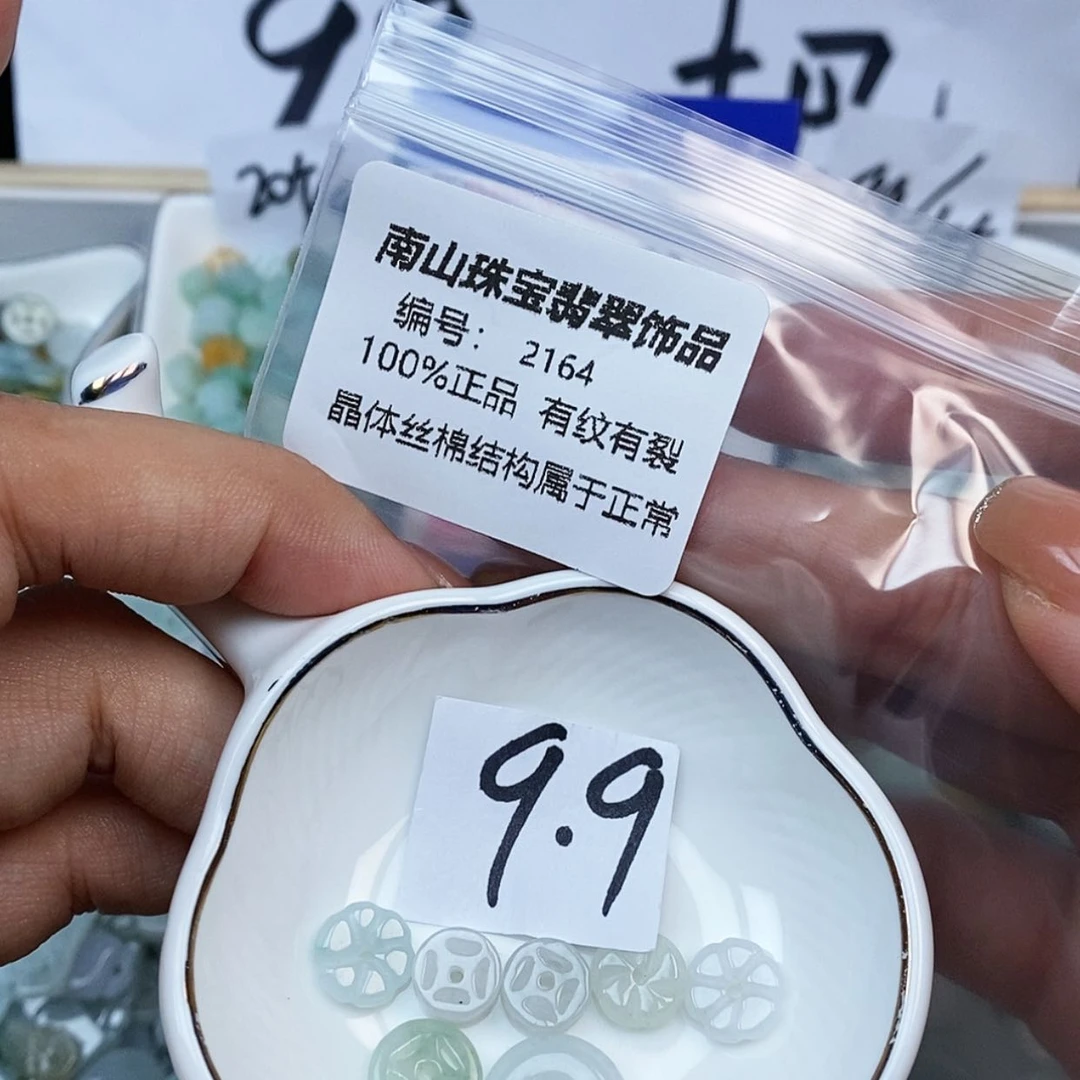 南山珠宝翡翠饰品
编号： 2164
100%正品 有纹有裂
晶体丝棉结构属于正常
9.9